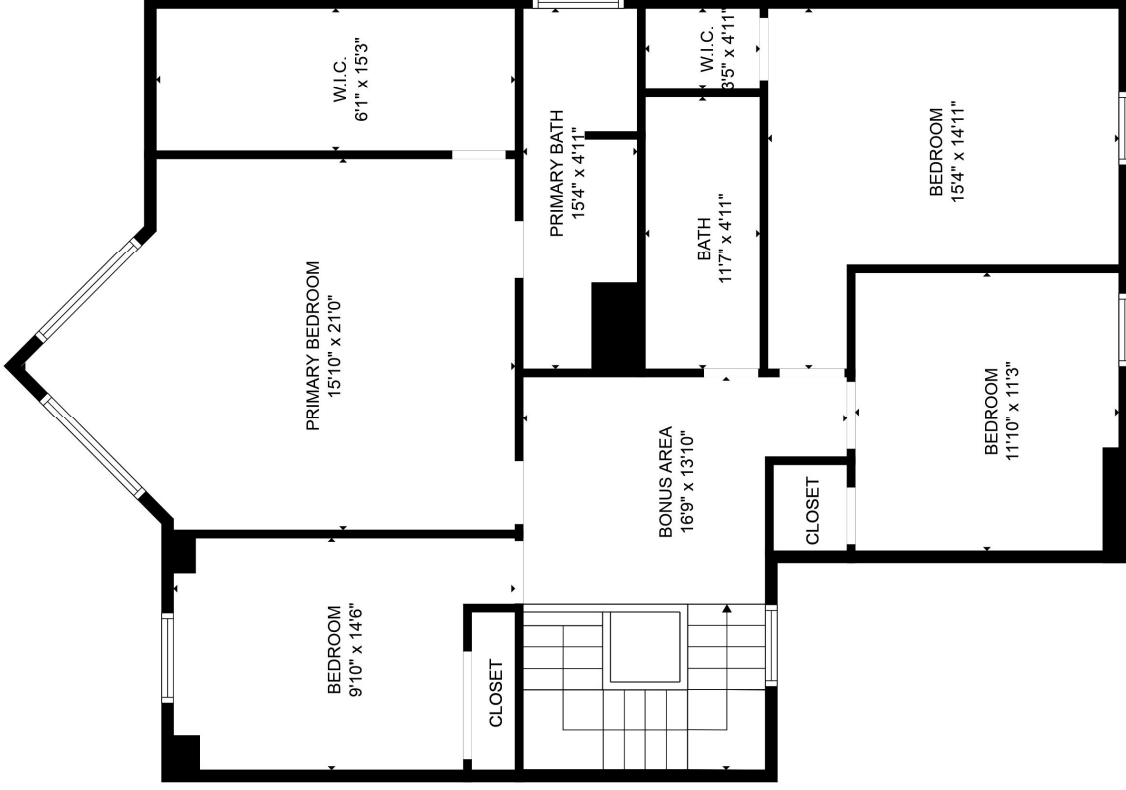 W.I.C.
6'1" x 15'3"
PRIMARY BATH
15'4" x 4'11"
W.I.C.
3'5" x 4'11"
BATH
11'7" x 4'11"
BEDROOM
15'4" x 14'11"
PRIMARY BEDROOM
15'10" x 21'0"
BEDROOM
11'10" x 11'3"
BONUS AREA
16'9" x 13'10"
CLOSET
BEDROOM
9'10" x 14'6"
CLOSET